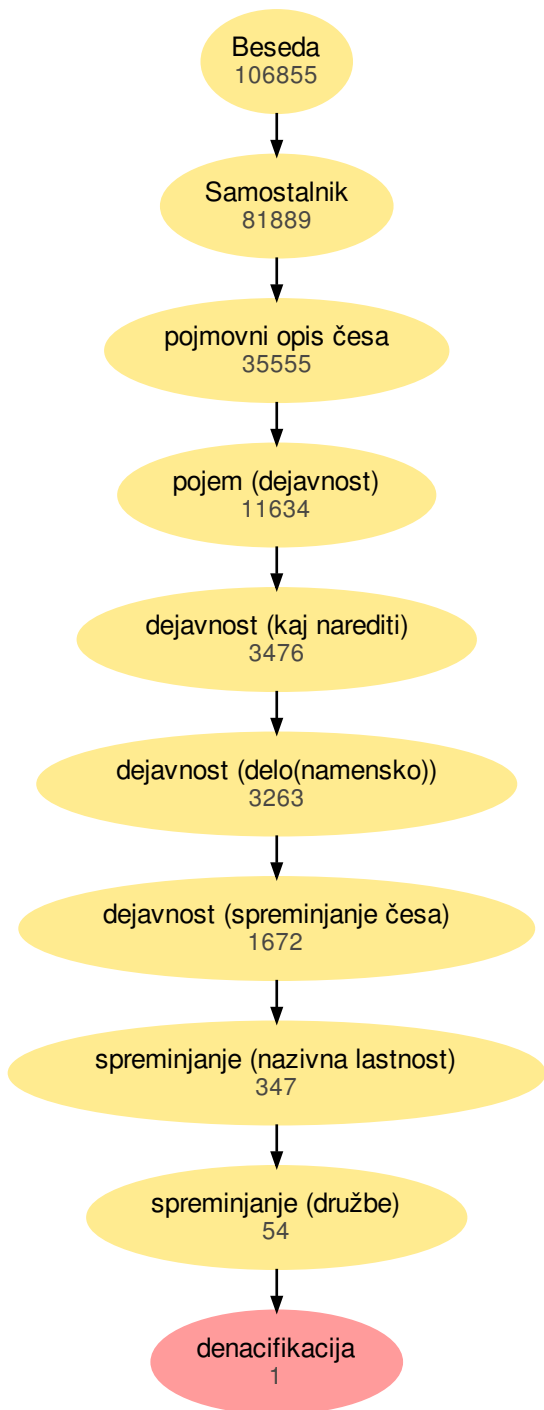 Beseda
106855
Samostalnik
81889
pojmovni opis česa
35555
pojem (dejavnost)
11634
dejavnost (kaj narediti)
3476
dejavnost (delo(namensko))
3263
dejavnost (spreminjanje česa)
1672
spreminjanje (nazivna lastnost)
347
spreminjanje (družbe)
54
denacifikacija
1